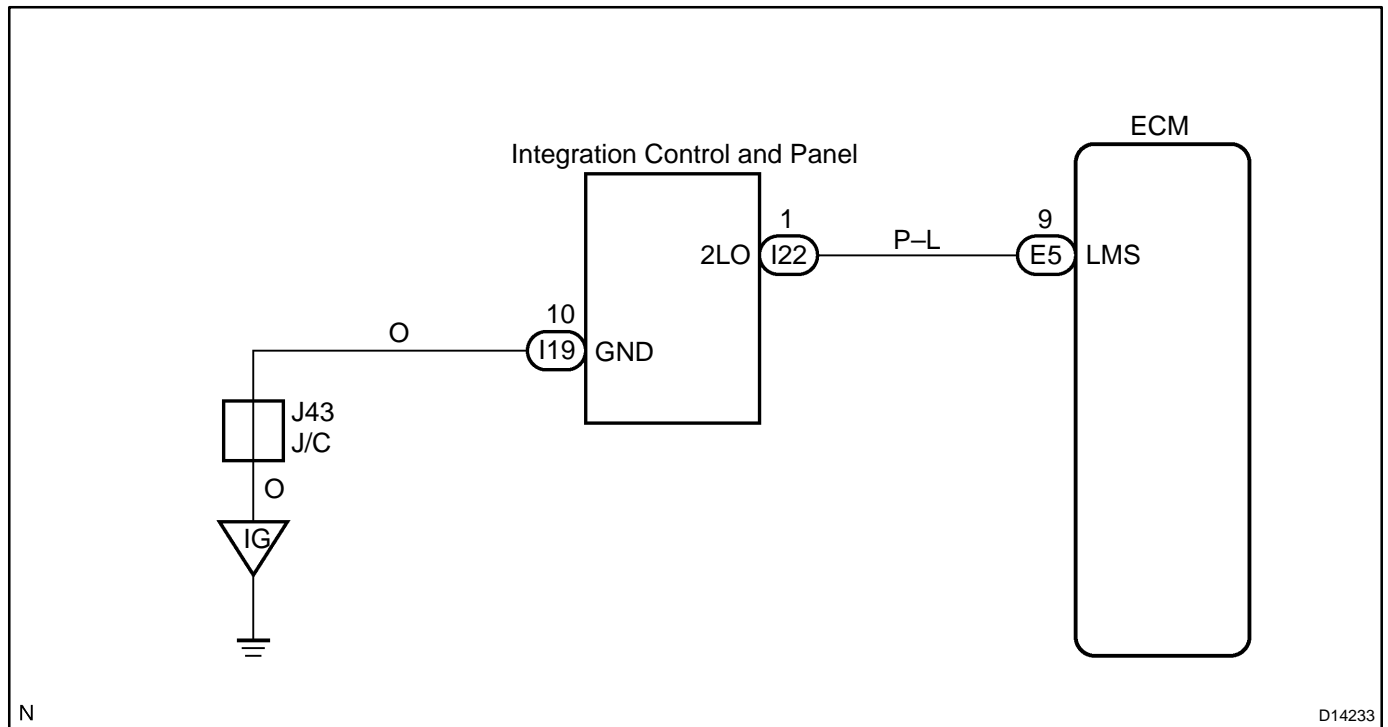 ECM
Integration Control and Panel
1
9
P–L
2LO
I22
E5
LMS
10
O
I19
GND
J43
J/C
O
IG
N
D14233